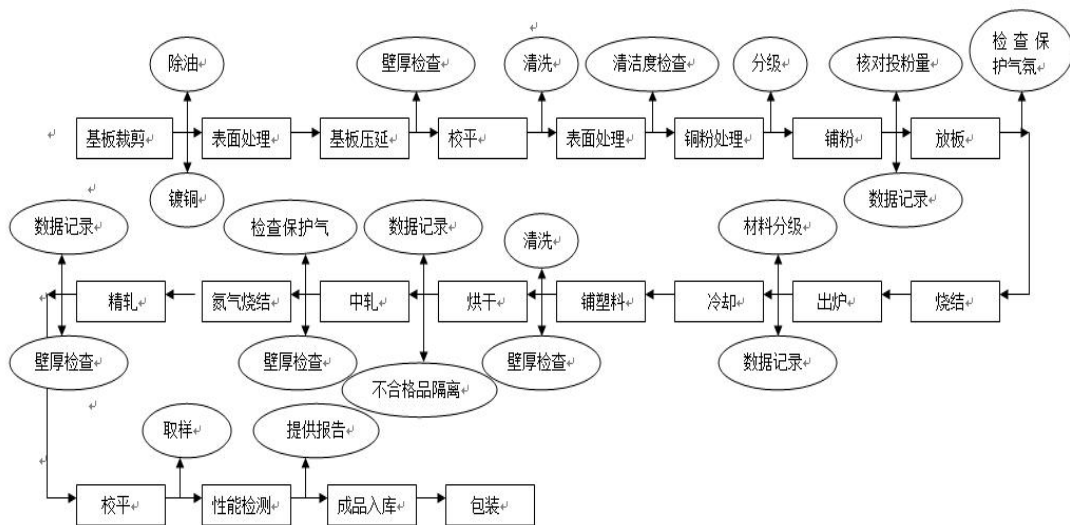 除油
壁厚检查
清洗
清洁度检查
分级
核对投粉量
检查保
护气氛
基板裁剪
表面处理
基板压延
校平
表面处理
铜粉处理
铺粉
放板
镀铜
数据记录
数据记录
检查保护气
数据记录
清洗
材料分级
精轧
氮气烧结
中轧
烘干
铺塑料
冷却
出炉
烧结
壁厚检查
壁厚检查
不合格品隔离
壁厚检查
数据记录
取样
提供报告
校平
性能检测
成品入库
包装